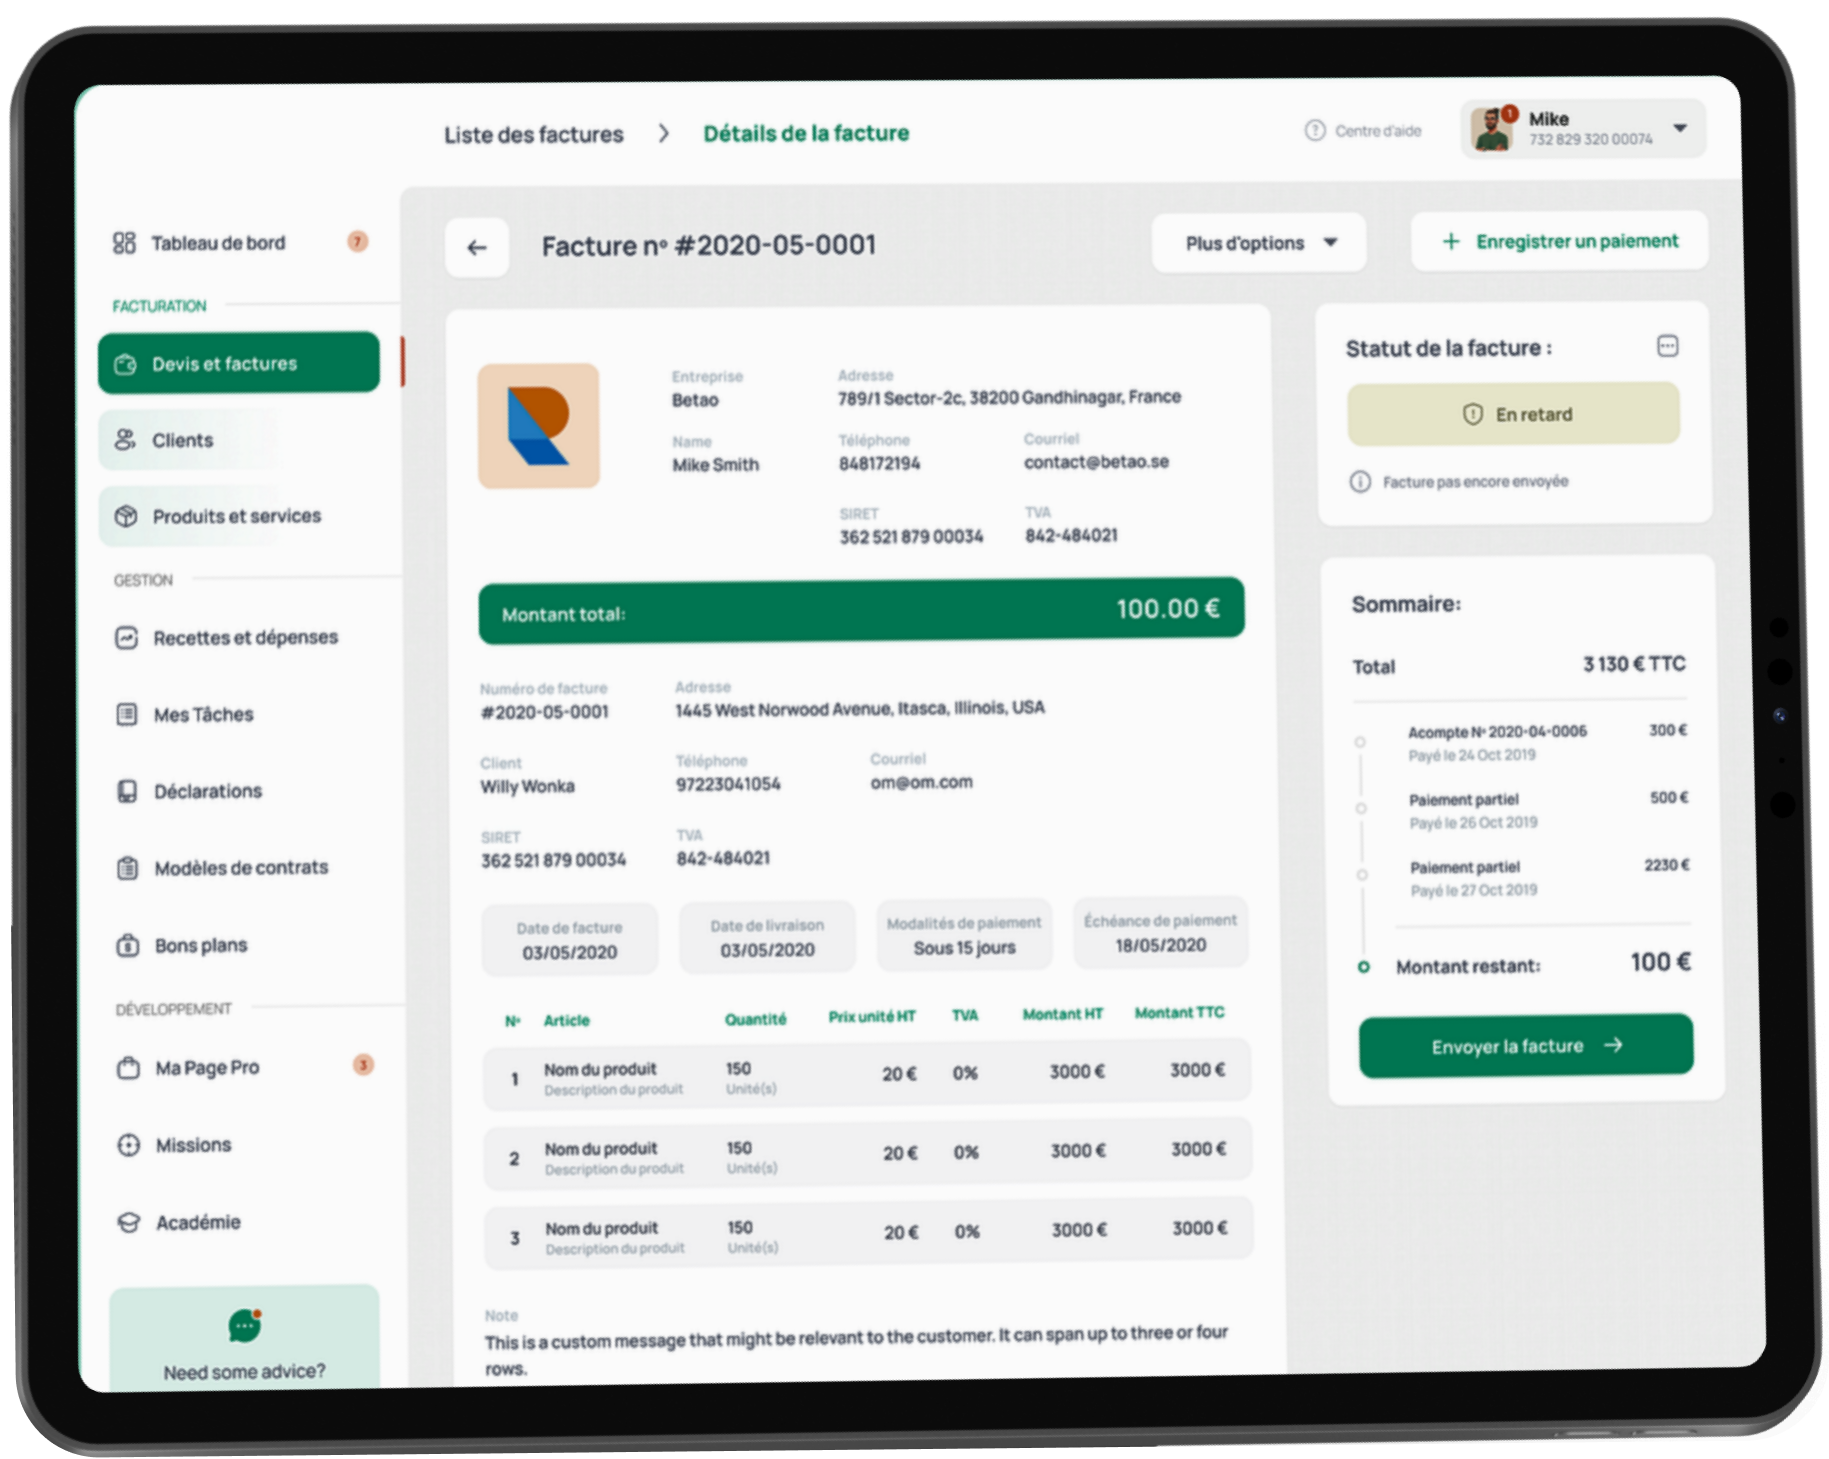 Liste des factures > Détails de la facture
Centre d'aide
1
Mike
732 829 320 00074
Tableau de bord 7
FACTURATION
Devis et factures
Clients
Produits et services
GESTION
Recettes et dépenses
Mes Tâches
Déclarations
Modèles de contrats
Bons plans
DÉVELOPPEMENT
Ma Page Pro 3
Missions
Académie
Need some advice?
Facture nº #2020-05-0001
Plus d'options
+ Enregistrer un paiement
Entreprise
Betao
Adresse
789/1 Sector-2c, 38200 Gandhinagar, France
Name
Mike Smith
Téléphone
848172194
Courriel
contact@betao.se
SIRET
362 521 879 00034
TVA
842-484021
Montant total: 100.00 €
Numéro de facture
#2020-05-0001
Adresse
1445 West Norwood Avenue, Itasca, Illinois, USA
Client
Willy Wonka
Téléphone
97223041054
Courriel
om@om.com
SIRET
362 521 879 00034
TVA
842-484021
Date de facture
03/05/2020
Date de livraison
03/05/2020
Modalités de paiement
Sous 15 jours
Échéance de paiement
18/05/2020
Nº Article Quantité Prix unité HT TVA Montant HT Montant TTC
1 Nom du produit 150 20 € 0% 3000 € 3000 €
Description du produit Unité(s)
2 Nom du produit 150 20 € 0% 3000 € 3000 €
Description du produit Unité(s)
3 Nom du produit 150 20 € 0% 3000 € 3000 €
Description du produit Unité(s)
Note
This is a custom message that might be relevant to the customer. It can span up to three or four
rows.
Statut de la facture :
En retard
Facture pas encore envoyée
Sommaire:
Total 3 130 € TTC
Acompte Nº 2020-04-0006 300 €
Payé le 24 Oct 2019
Paiement partiel 500 €
Payé le 26 Oct 2019
Paiement partiel 2230 €
Payé le 27 Oct 2019
Montant restant: 100 €
Envoyer la facture →